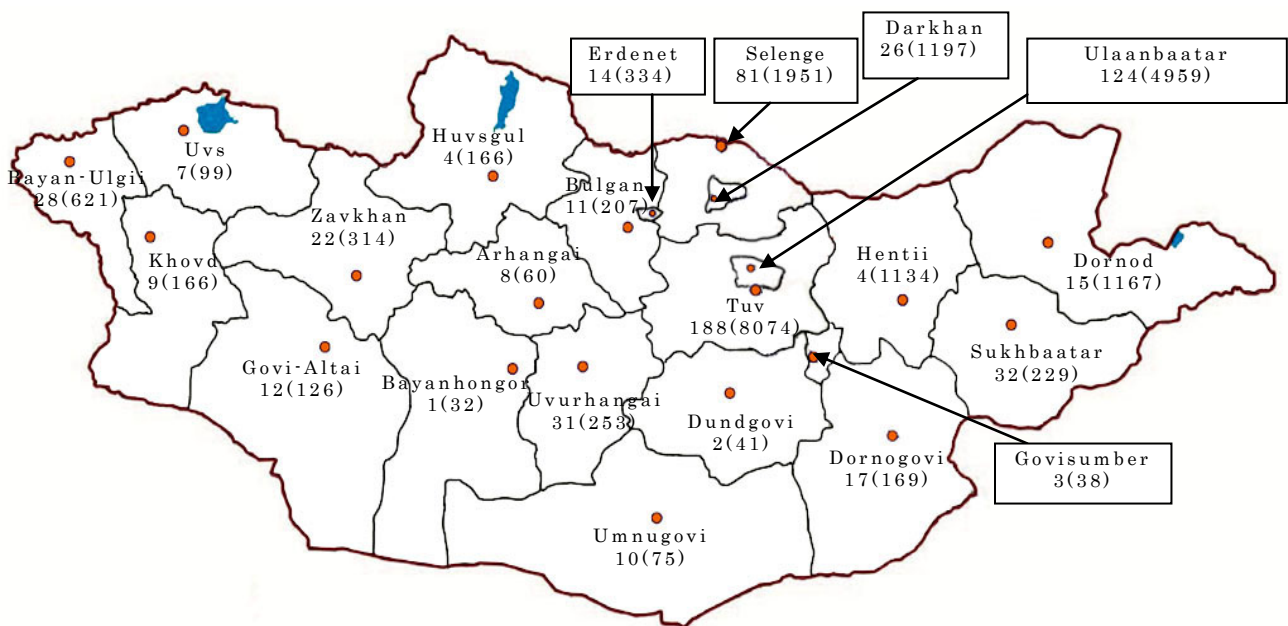 Erdenet
14(334)
Selenge
81(1951)
Darkhan
26(1197)
Ulaanbaatar
124(4959)
Huvsgul
4(166)
Uvs
7(99)
Bayan-Ulgii
28(621)
Bulgan
11(207)
Zavkhan
22(314)
Khovd
9(166)
Arhangai
8(60)
Hentii
4(1134)
Dornod
15(1167)
Tuv
188(8074)
Sukhbaatar
32(229)
Govi-Altai
12(126)
Bayanhongor
1(32)
Uvurhangai
31(253)
Dundgovi
2(41)
Dornogovi
17(169)
Govisumber
3(38)
Umnugovi
10(75)